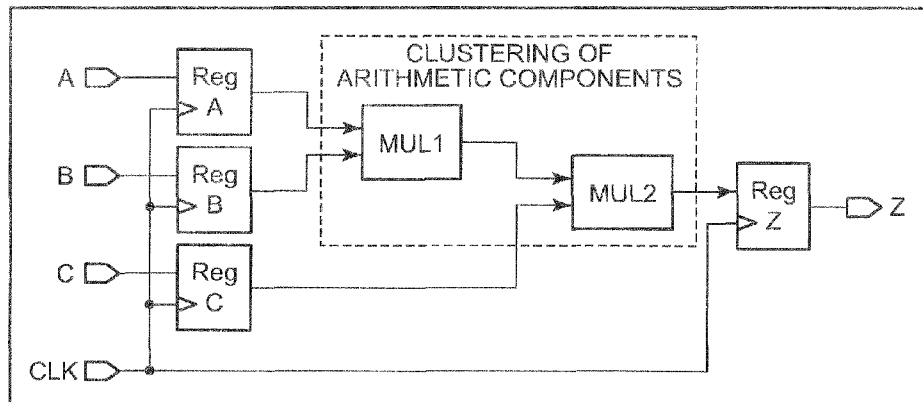 CLUSTERING OF
ARITHMETIC COMPONENTS
A
Reg
A
MUL1
B
Reg
B
MUL2
Reg
Z
Z
C
Reg
C
CLK